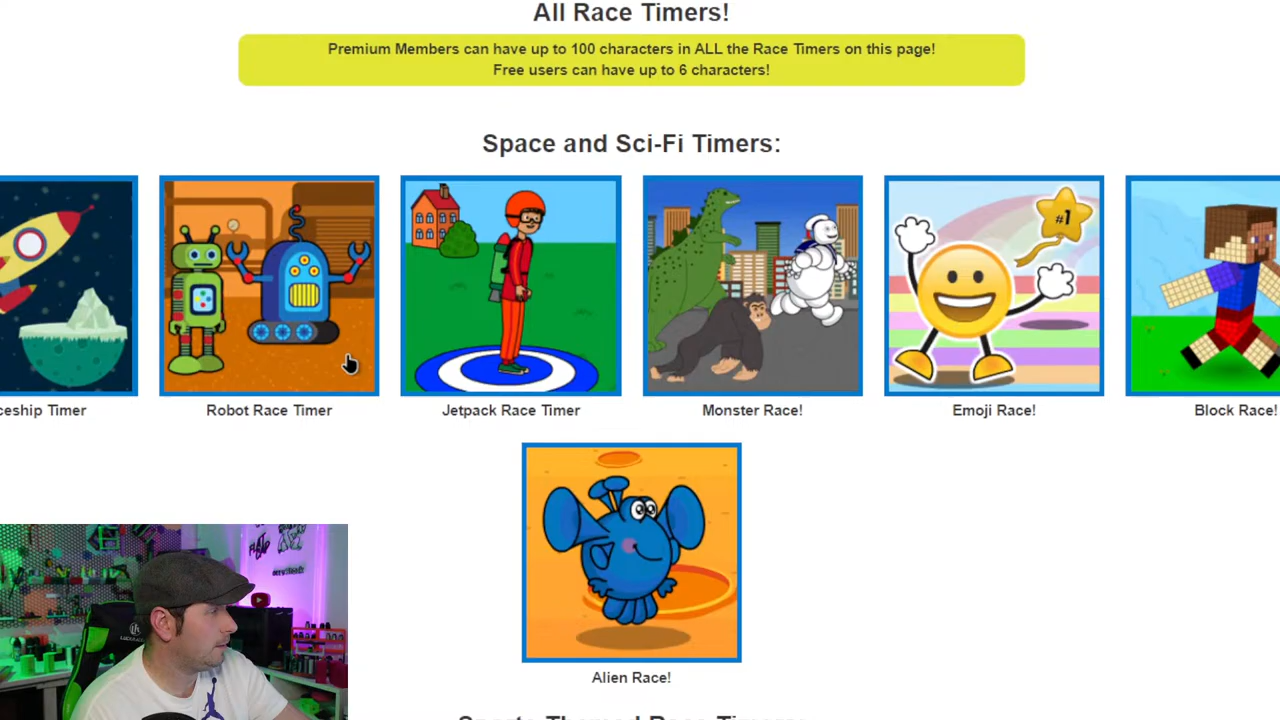 All Race Timers!
Premium Members can have up to 100 characters in ALL the Race Timers on this page!
Free users can have up to 6 characters!
Space and Sci-Fi Timers:
#1
ceship Timer
Robot Race Timer
Jetpack Race Timer
Monster Race!
Emoji Race!
Block Race!
Alien Race!